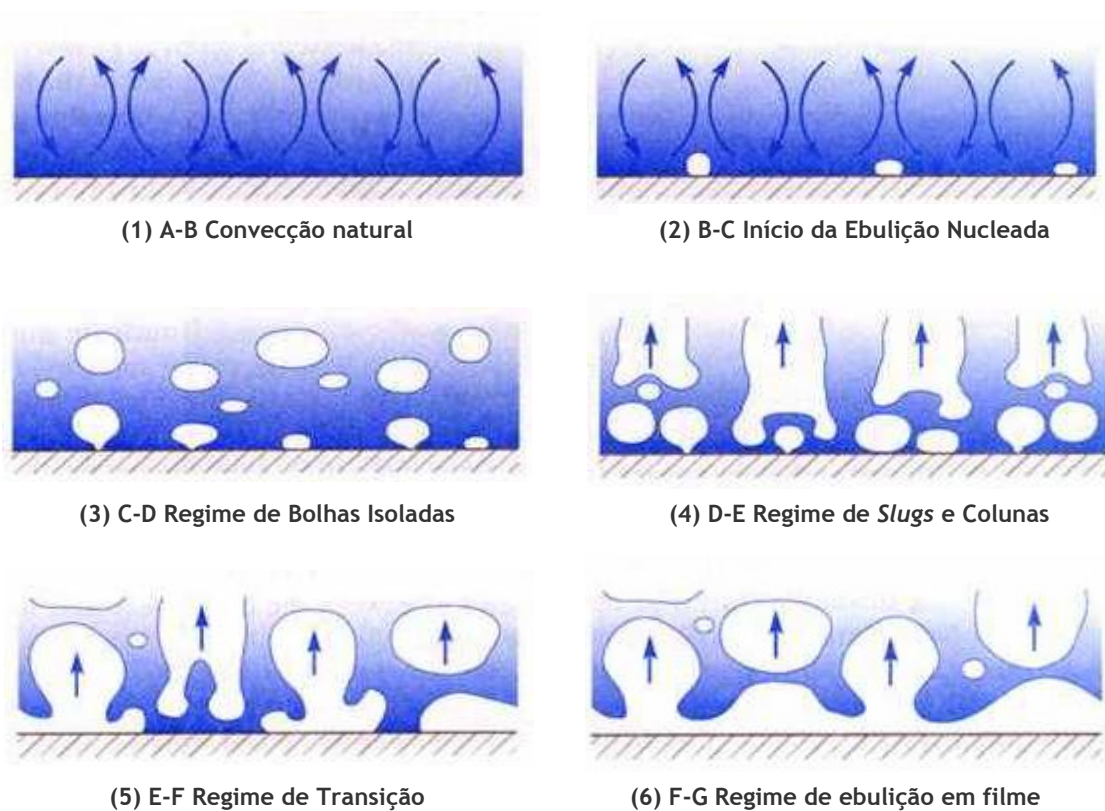 (1) A-B Convecção natural
(2) B-C Início da Ebulição Nucleada
(3) C-D Regime de Bolhas Isoladas
(4) D-E Regime de Slugs e Colunas
(5) E-F Regime de Transição
(6) F-G Regime de ebulição em filme